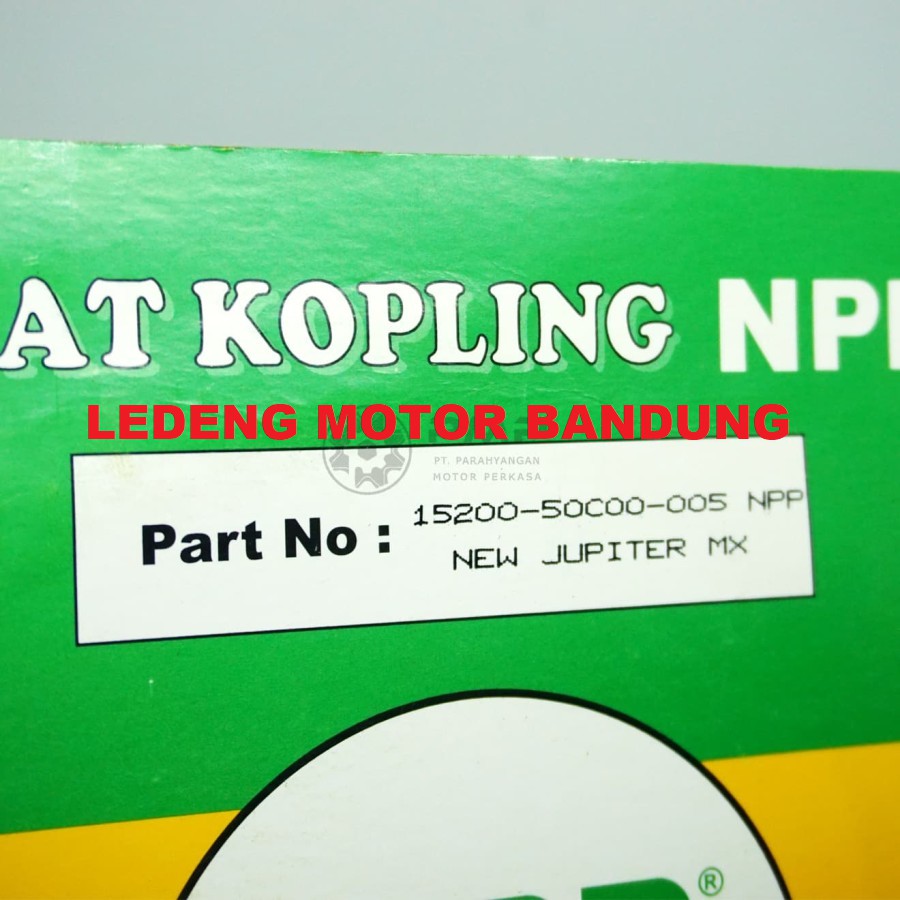 AT KOPLING NPP
LEDENG MOTOR BANDUNG
PT. PARAHYANGAN
MOTOR PERKASA
Part No : 15200-50C00-005 NPP
NEW JUPITER MX
®